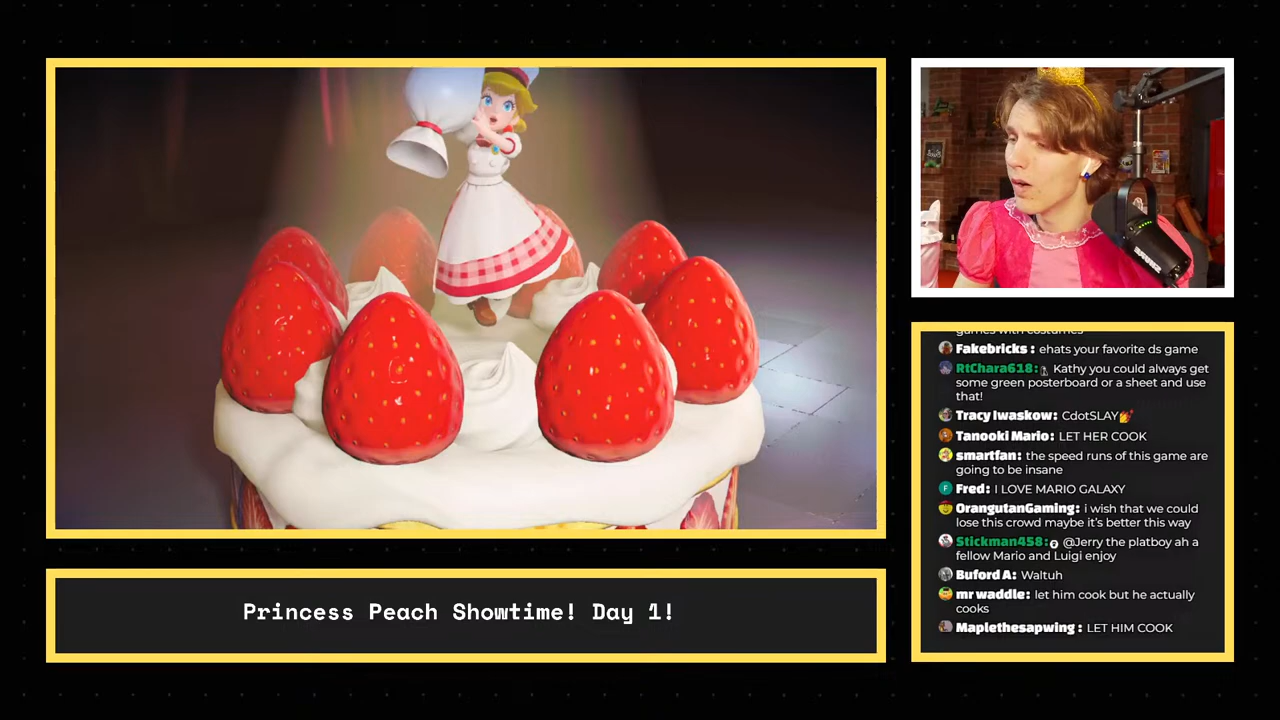 Princess Peach Showtime! Day 1!
games with costumes
Fakebricks : ehats your favorite ds game
RtChara618: Kathy you could always get
some green posterboard or a sheet and use
that!
Tracy Iwaskow: CdotSLAY💅
Tanooki Mario: LET HER COOK
smartfan: the speed runs of this game are
going to be insane
Fred: I LOVE MARIO GALAXY
OrangutanGaming: i wish that we could
lose this crowd maybe it's better this way
Stickman458: @Jerry the platboy ah a
fellow Mario and Luigi enjoy
Buford A: Waltuh
mr waddle: let him cook but he actually
cooks
Maplethesapwing : LET HIM COOK